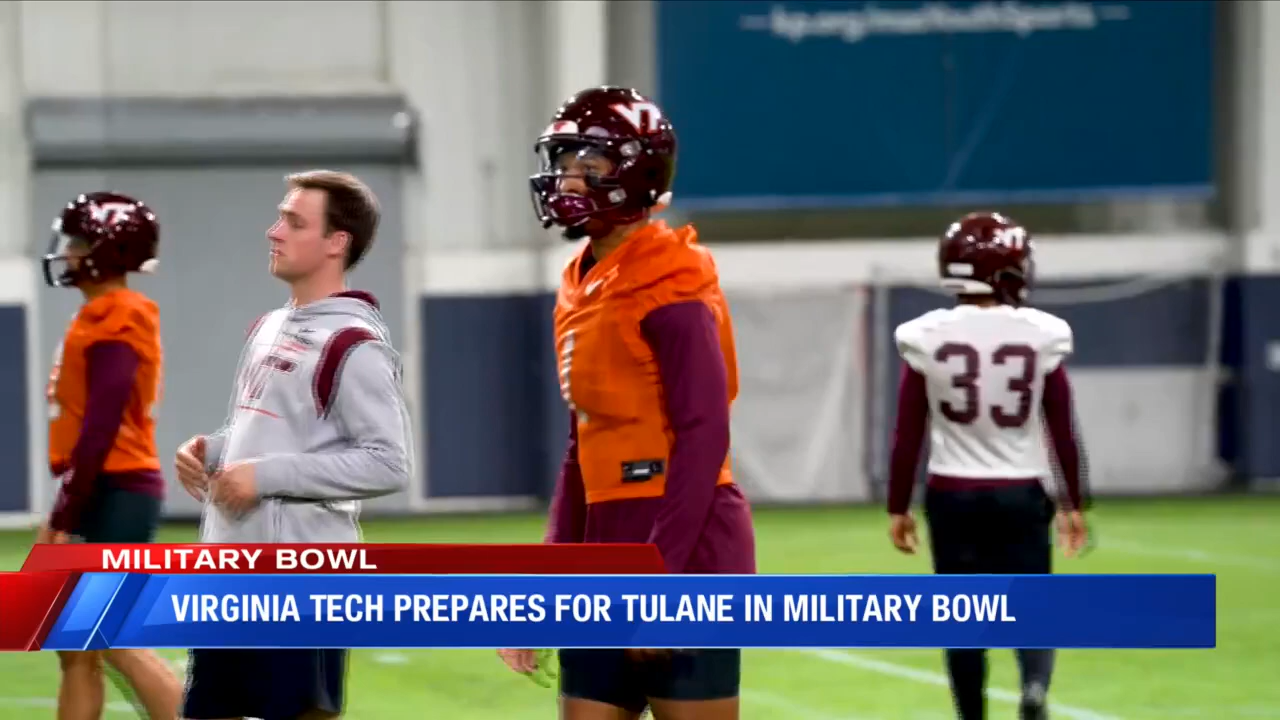 VT
VT
VT
33
MILITARY BOWL
VIRGINIA TECH PREPARES FOR TULANE IN MILITARY BOWL